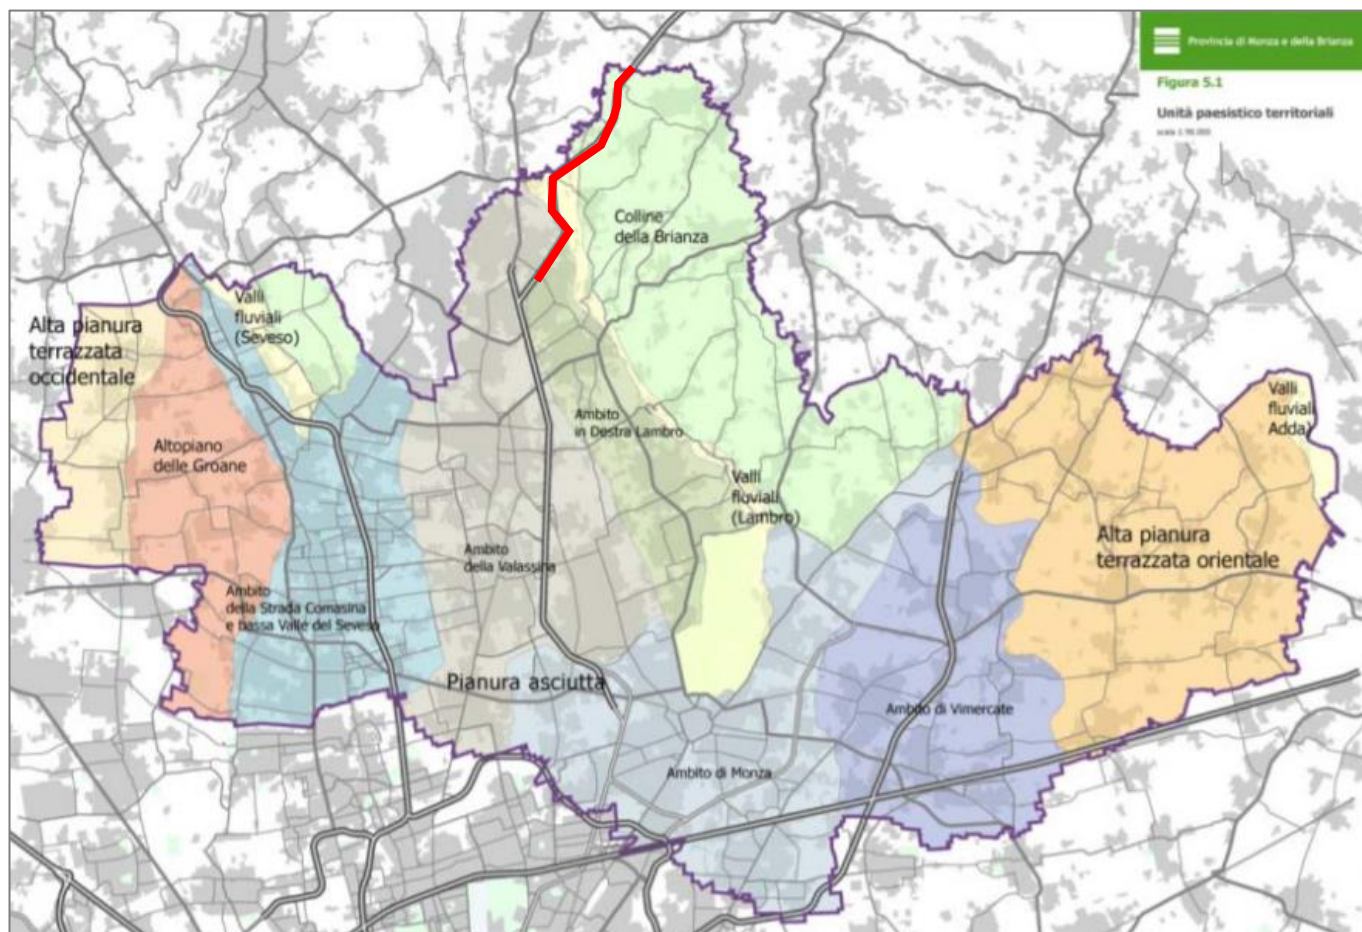 Provincia di Monza e della Brianza
Figura 5.1
Unità paesistico territoriali
Colline
della Brianza
Valli
fluviali
(Seveso)
Alta pianura
terrazzata
occidentale
Valli
fluviali
Adda)
Ambito
in Destra Lambro
Altopiano
delle Groane
Valli
fluviali
(Lambro)
Alta pianura
terrazzata orientale
Ambito
della Valassina
Ambito
della Strada Comasina
e bassa Valle del Seveso
Pianura asciutta
Ambito di Vimercate
Ambito di Monza